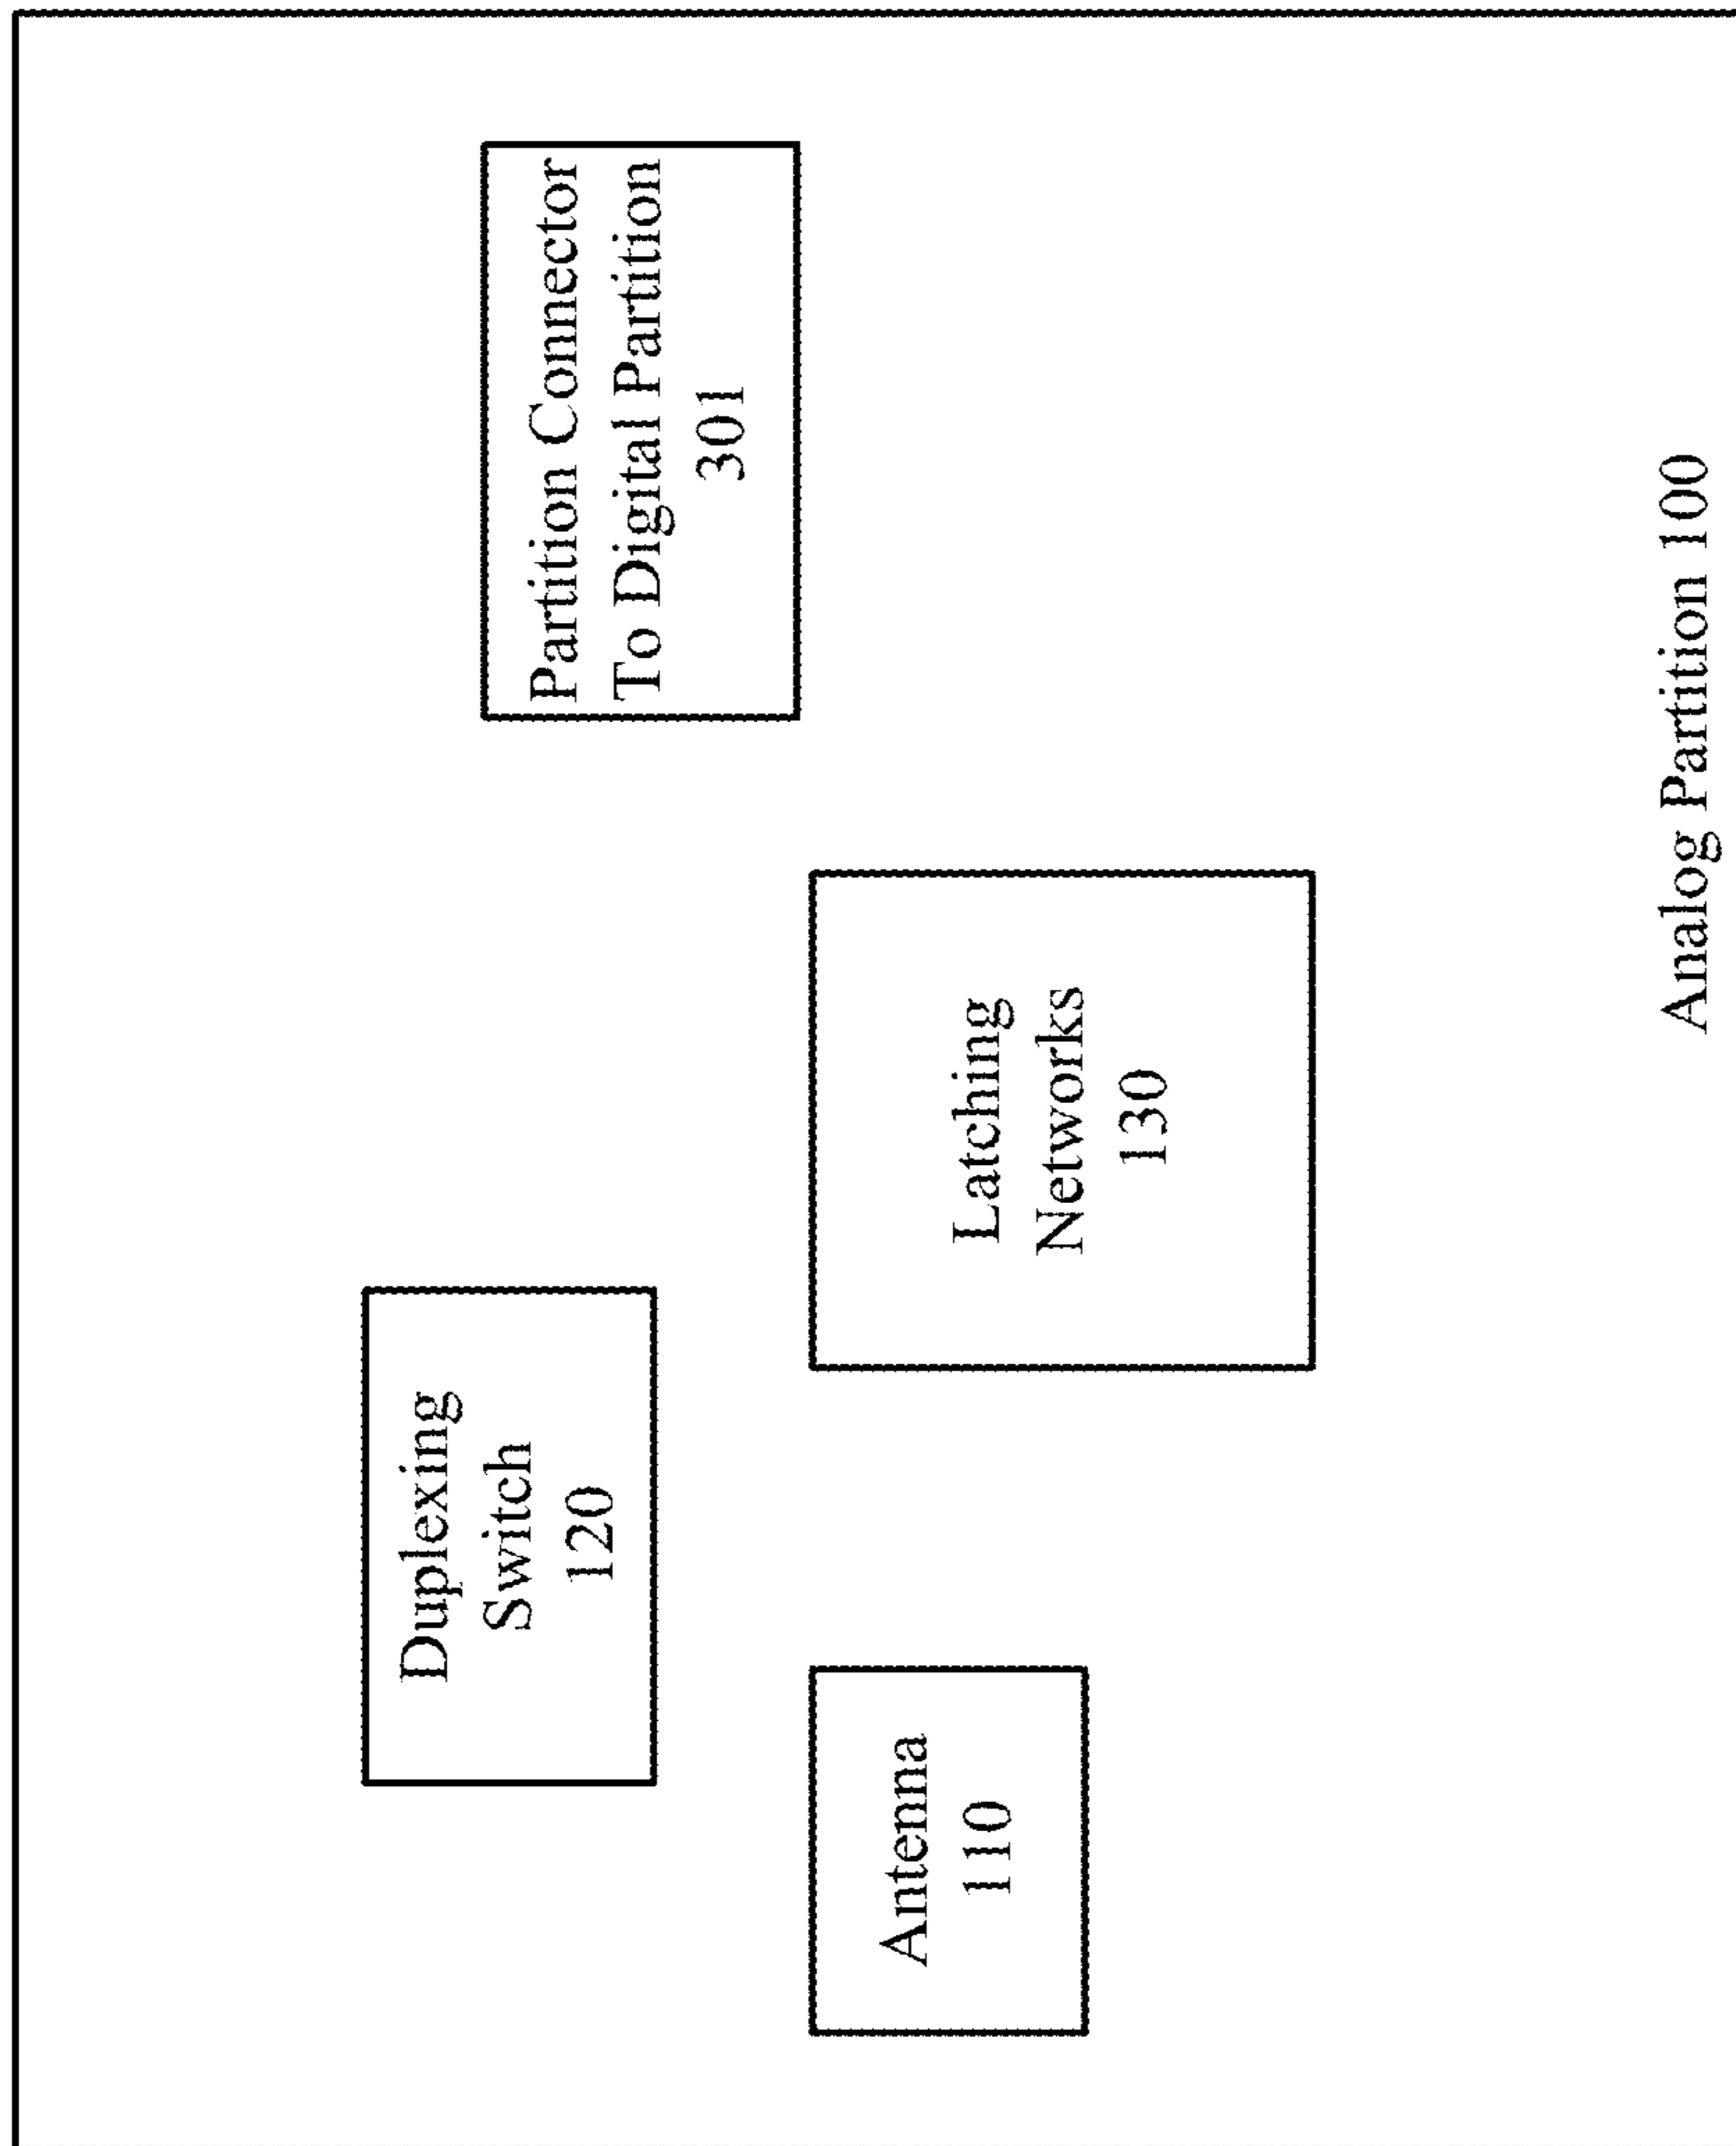 Duplexing
Switch
120
Partition Connector
To Digital Partition
301
Antenna
110
Latching
Networks
130
Analog Partition 100